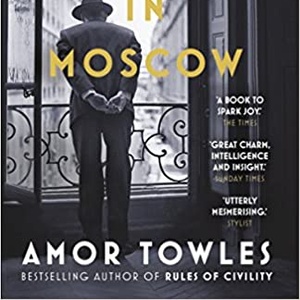 IN
MOSCOW
'A BOOK TO
SPARK JOY.'
THE TIMES
'GREAT CHARM,
INTELLIGENCE
AND INSIGHT.'
SUNDAY TIMES
'UTTERLY
MESMERISING.'
STYLIST
AMOR TOWLES
BESTSELLING AUTHOR OF RULES OF CIVILITY